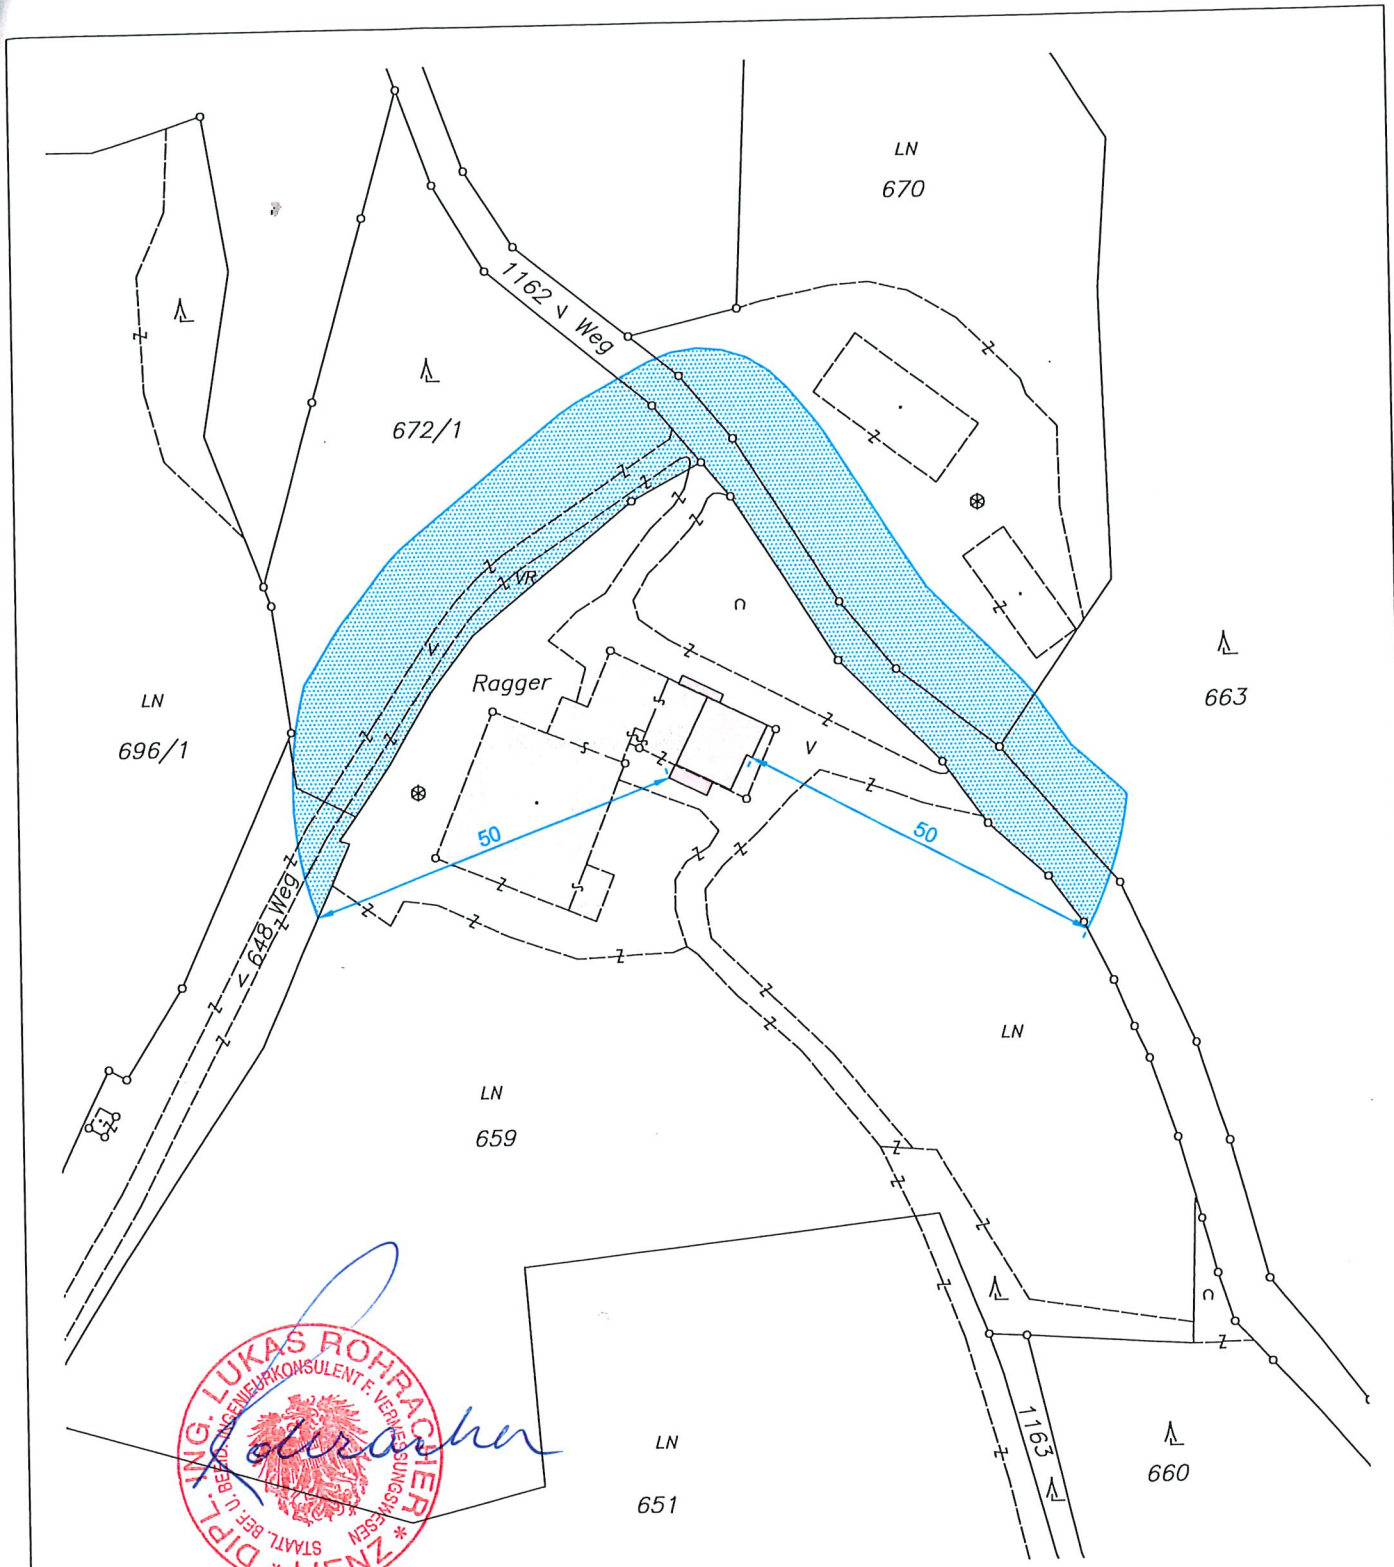 LN
670
1162 Weg
672/1
VR
Ragger
LN
696/1
663
50
50
648 Weg
LN
LN
659
1163
LN
651
660
DIPL. ING. LUKAS ROHRACHER *
STAATL. BEF. U. BEEID. INGENIEURKONSULENT F. VERMESSUNGSWESEN
Rohracher